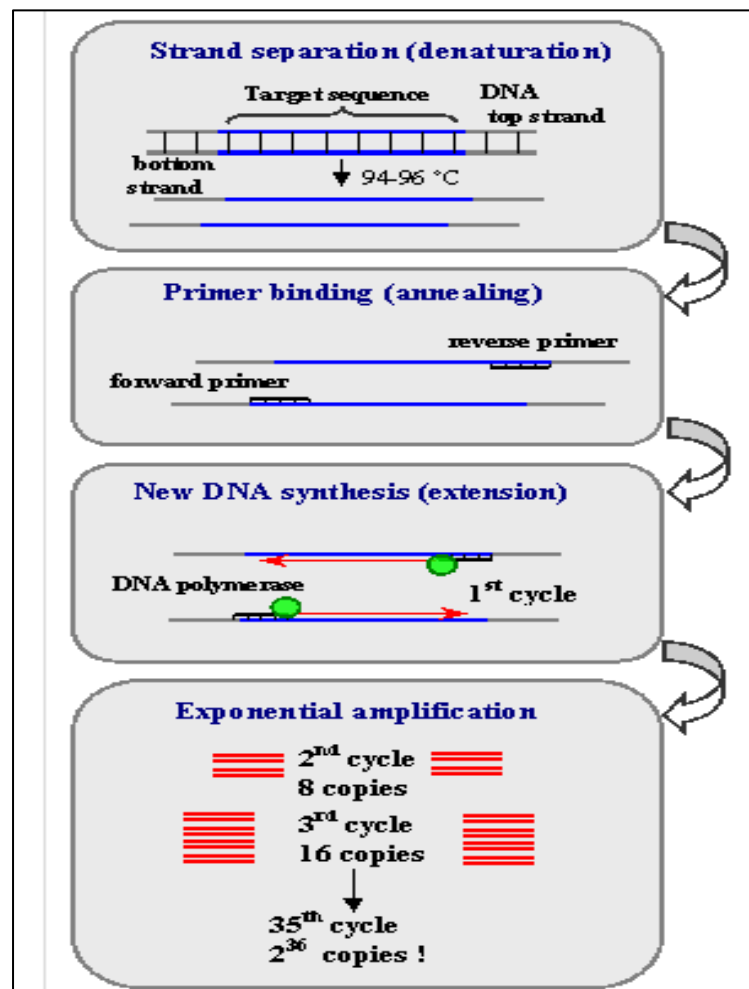 Strand separation (denaturation)
Target sequence
DNA
top strand
bottom
strand
94-96 °C
Primer binding (annealing)
reverse primer
forward primer
New DNA synthesis (extension)
DNA polymerase
1st cycle
Exponential amplification
2nd cycle
8 copies
3rd cycle
16 copies
35th cycle
2^36 copies !